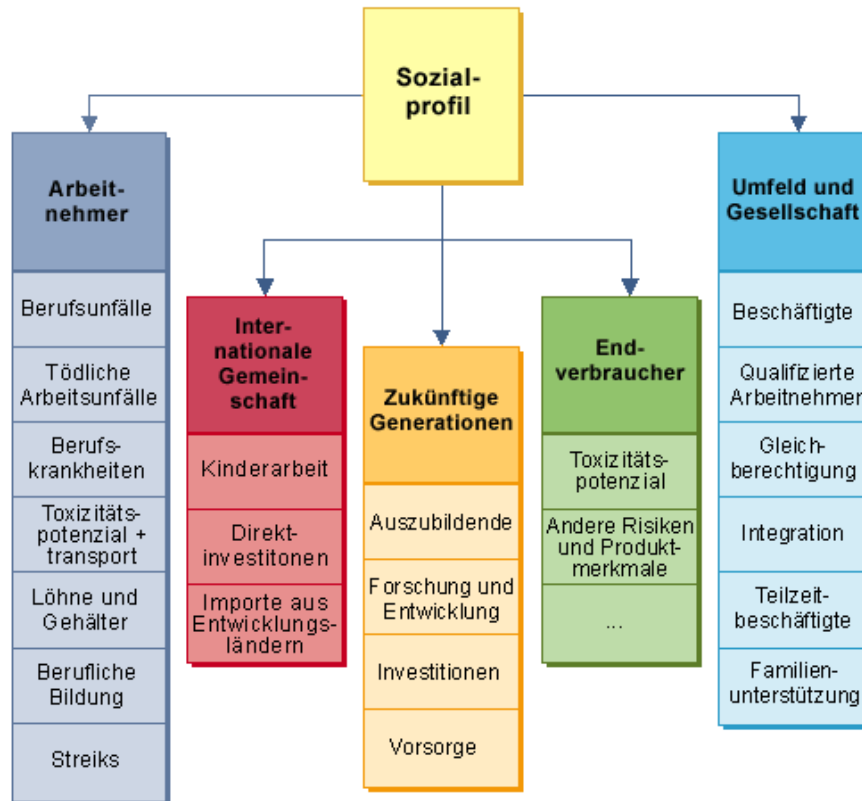 Sozial-
profil
Arbeit-
nehmer
Berufsunfälle
Tödliche
Arbeitsunfälle
Berufs-
krankheiten
Toxizitäts-
potenzial +
transport
Löhne und
Gehälter
Berufliche
Bildung
Streiks
Inter-
nationale
Gemein-
schaft
Kinderarbeit
Direkt-
investitonen
Importe aus
Entwicklungs-
ländern
Zukünftige
Generationen
Auszubildende
Forschung und
Entwicklung
Investitionen
Vorsorge
End-
verbraucher
Toxizitäts-
potenzial
Andere Risiken
und Produkt-
merkmale
...
Umfeld und
Gesellschaft
Beschäftigte
Qualifizierte
Arbeitnehmer
Gleich-
berechtigung
Integration
Teilzeit-
beschäftigte
Familien-
unterstützung